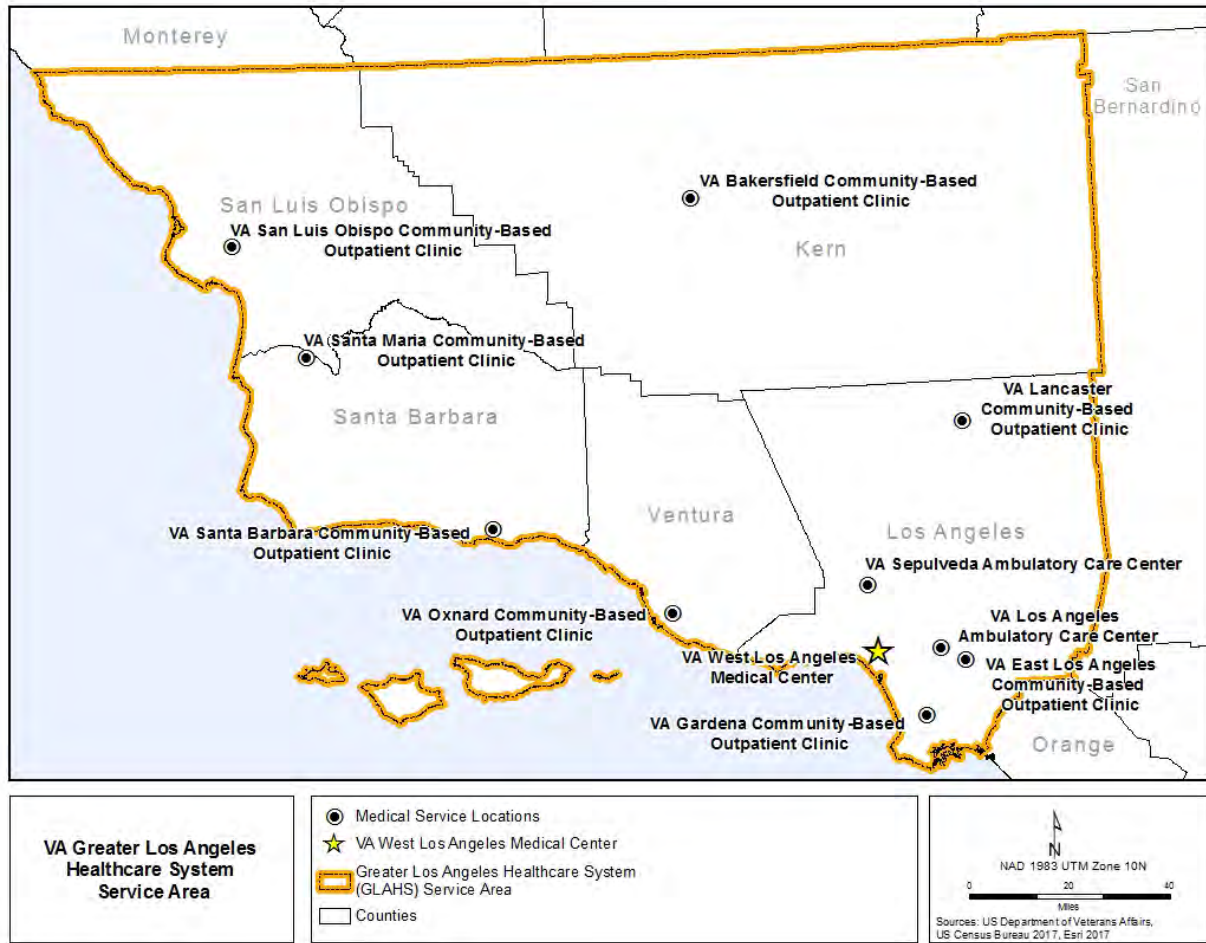 Monterey
San
Bernardino
VA Bakersfield Community-Based
Outpatient Clinic
San Luis Obispo
VA San Luis Obispo Community-Based
Outpatient Clinic
Kern
VA Santa Maria Community-Based
Outpatient Clinic
VA Lancaster
Community-Based
Outpatient Clinic
Santa Barbara
Ventura
Los Angeles
VA Santa Barbara Community-Based
Outpatient Clinic
VA Sepulveda Ambulatory Care Center
VA Oxnard Community-Based
Outpatient Clinic
VA Los Angeles
Ambulatory Care Center
VA West Los Angeles
Medical Center
VA East Los Angeles
Community-Based
Outpatient Clinic
VA Gardena Community-Based
Outpatient Clinic
Orange
VA Greater Los Angeles
Healthcare System
Service Area
Medical Service Locations
VA West Los Angeles Medical Center
Greater Los Angeles Healthcare System
(GLAHS) Service Area
Counties
N
NAD 1983 UTM Zone 10N
0 20 40
Miles
Sources: US Department of Veterans Affairs,
US Census Bureau 2017, Esri 2017